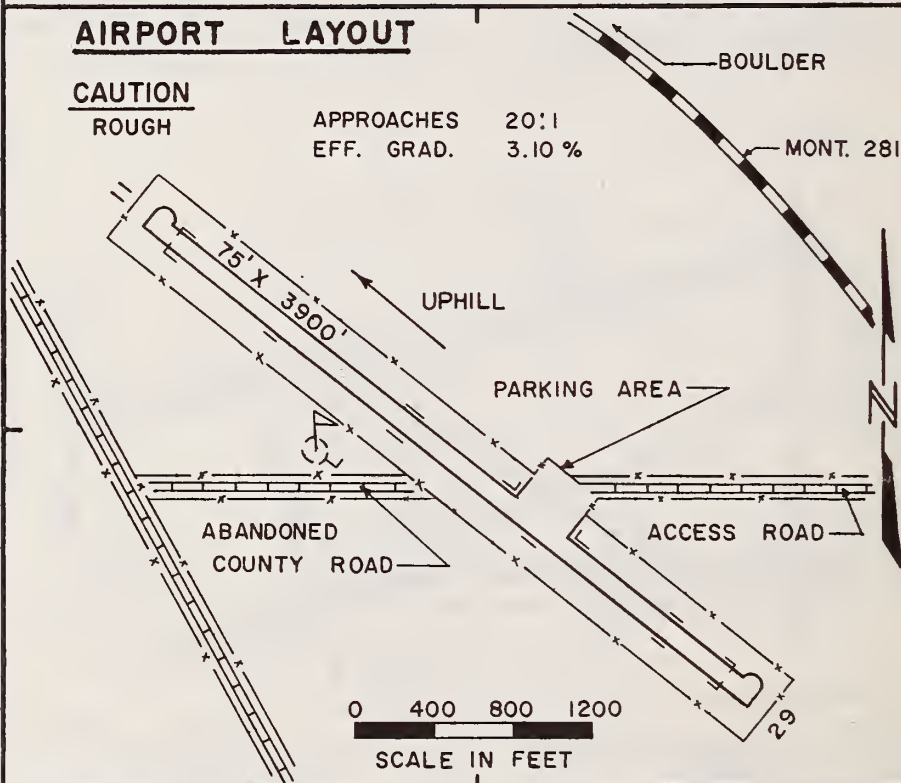 AIRPORT LAYOUT
CAUTION
ROUGH
APPROACHES 20:1
EFF. GRAD. 3.10 %
BOULDER
MONT. 281
11
75' X 3900'
UPHILL
PARKING AREA
N
ABANDONED
COUNTY ROAD
ACCESS ROAD
29
0 400 800 1200
SCALE IN FEET